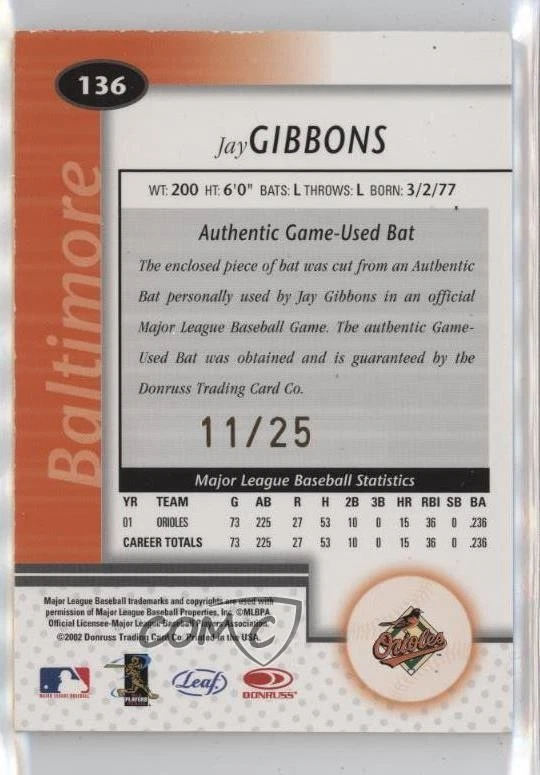 136
Jay GIBBONS
WT: 200 HT: 6'0" BATS: L THROWS: L BORN: 3/2/77
Baltimore
Authentic Game-Used Bat
The enclosed piece of bat was cut from an Authentic
Bat personally used by Jay Gibbons in an official
Major League Baseball Game. The authentic Game-
Used Bat was obtained and is guaranteed by the
Donruss Trading Card Co.
11/25
Major League Baseball Statistics
YR TEAM G AB R H 2B 3B HR RBI SB BA
01 ORIOLES 73 225 27 53 10 0 15 36 0 .236
CAREER TOTALS 73 225 27 53 10 0 15 36 0 .236
Major League Baseball trademarks and copyrights are used with
permission of Major League Baseball Properties, Inc. ©MLBPA
Official Licensee-Major League Baseball Players Association.
©2002 Donruss Trading Card Co. Printed in the USA.
COMC
Orioles
MAJOR LEAGUE BASEBALL
PLAYERS
Leaf
DONRUSS